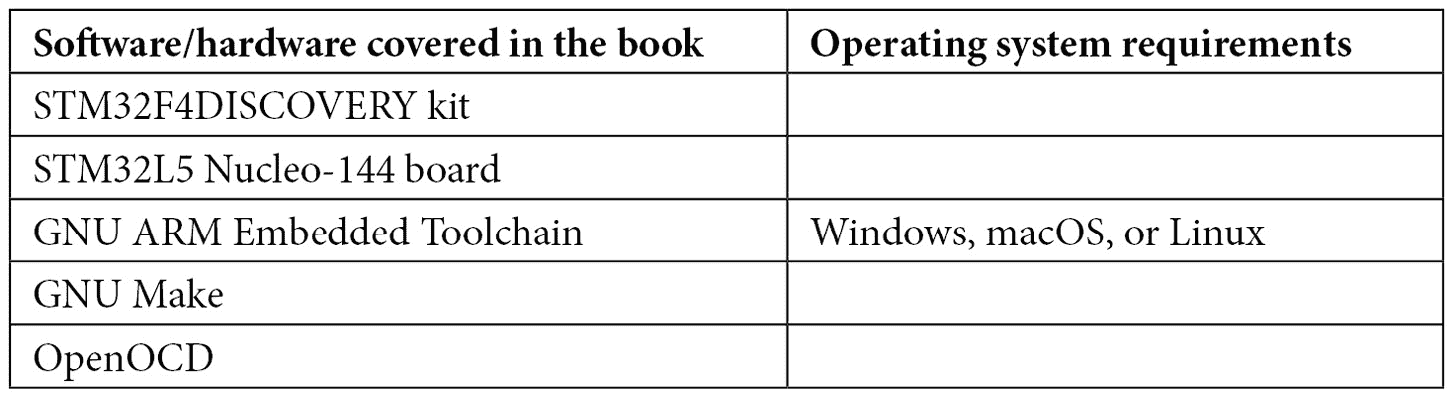 Software/hardware covered in the book Operating system requirements
STM32F4DISCOVERY kit
STM32L5 Nucleo-144 board
GNU ARM Embedded Toolchain Windows, macOS, or Linux
GNU Make
OpenOCD